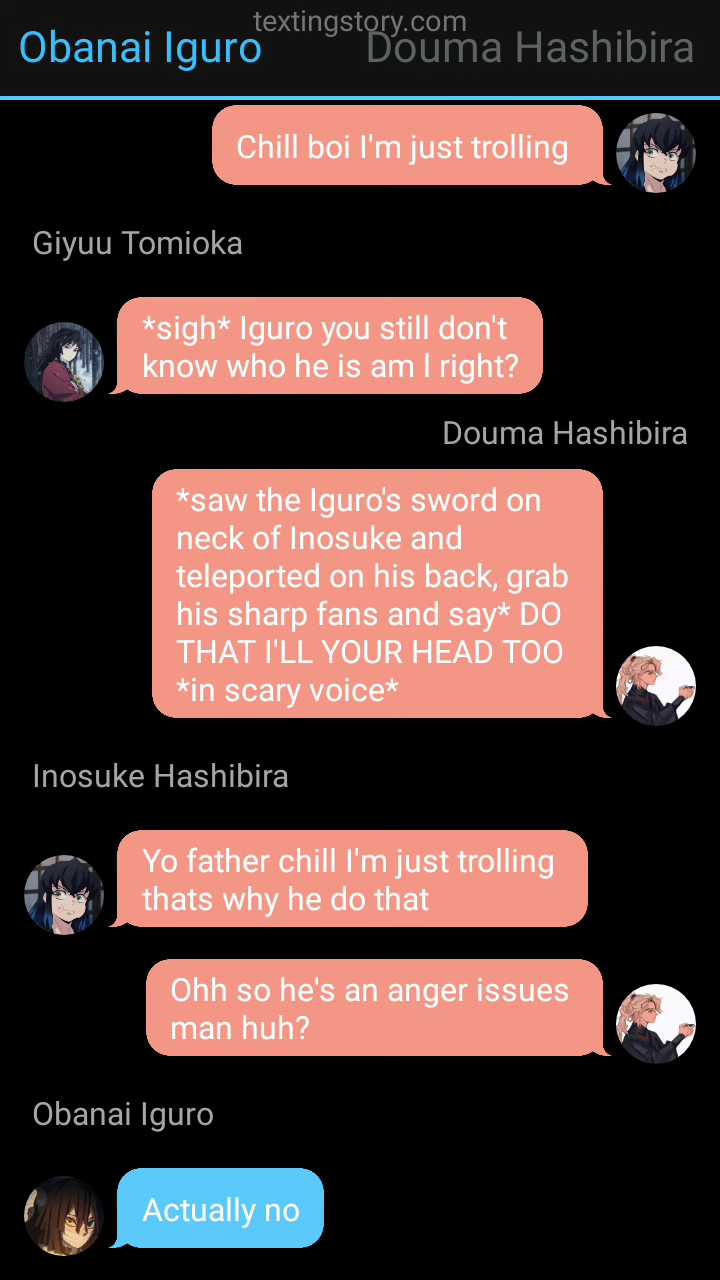 textingstory.com
Obanai Iguro
Douma Hashibira
Chill boi I'm just trolling
Giyuu Tomioka
*sigh* Iguro you still don't
know who he is am I right?
Douma Hashibira
*saw the Iguro's sword on
neck of Inosuke and
teleported on his back, grab
his sharp fans and say* DO
THAT I'LL YOUR HEAD TOO
*in scary voice*
Inosuke Hashibira
Yo father chill I'm just trolling
thats why he do that
Ohh so he's an anger issues
man huh?
Obanai Iguro
Actually no